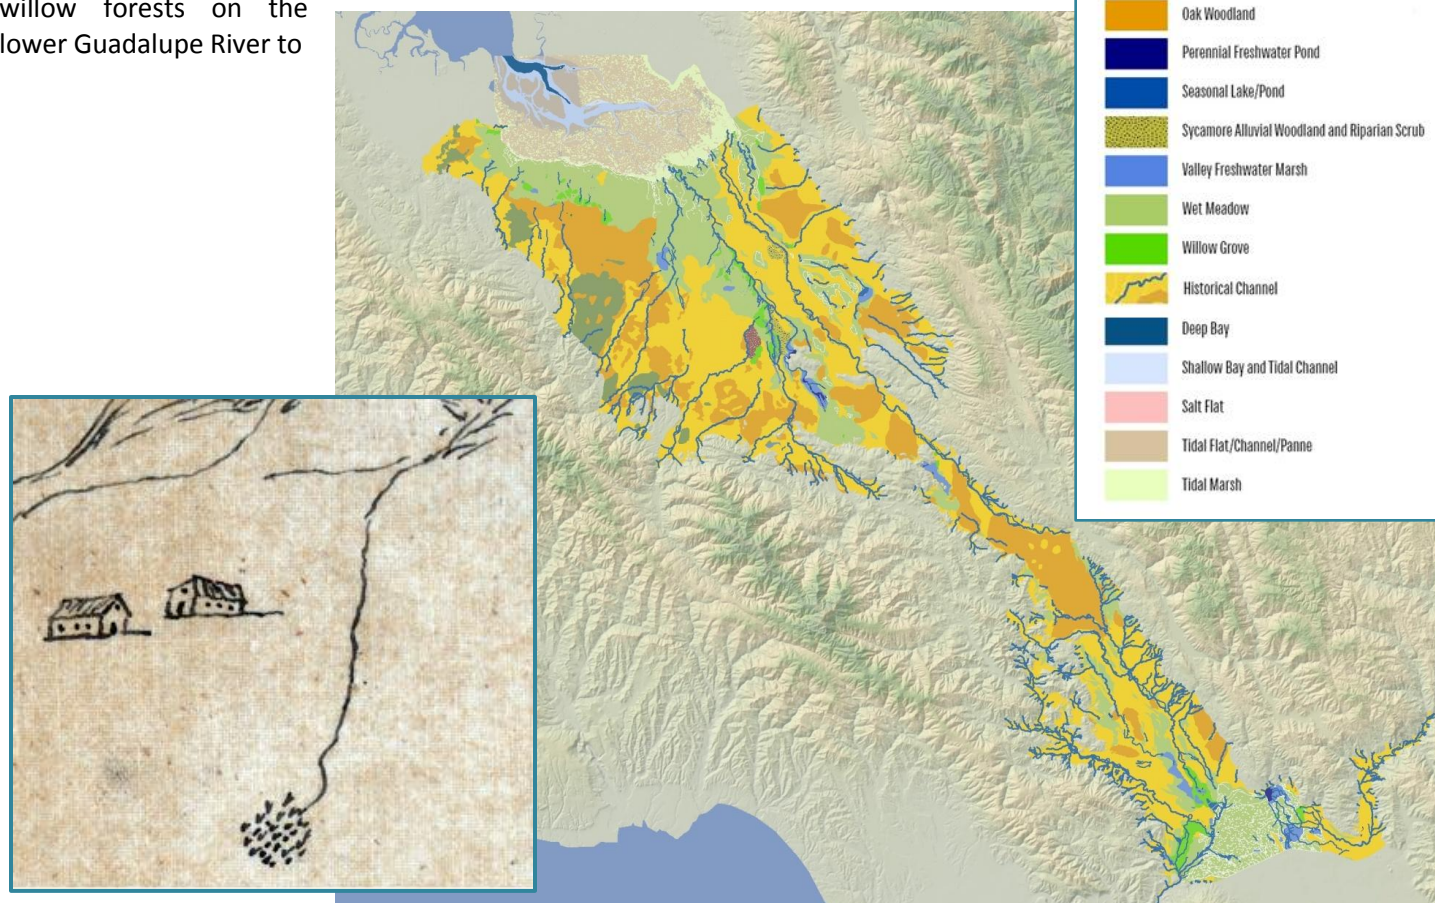 willow forests on the
lower Guadalupe River to
Oak Woodland
Perennial Freshwater Pond
Seasonal Lake/Pond
Sycamore Alluvial Woodland and Riparian Scrub
Valley Freshwater Marsh
Wet Meadow
Willow Grove
Historical Channel
Deep Bay
Shallow Bay and Tidal Channel
Salt Flat
Tidal Flat/Channel/Panne
Tidal Marsh